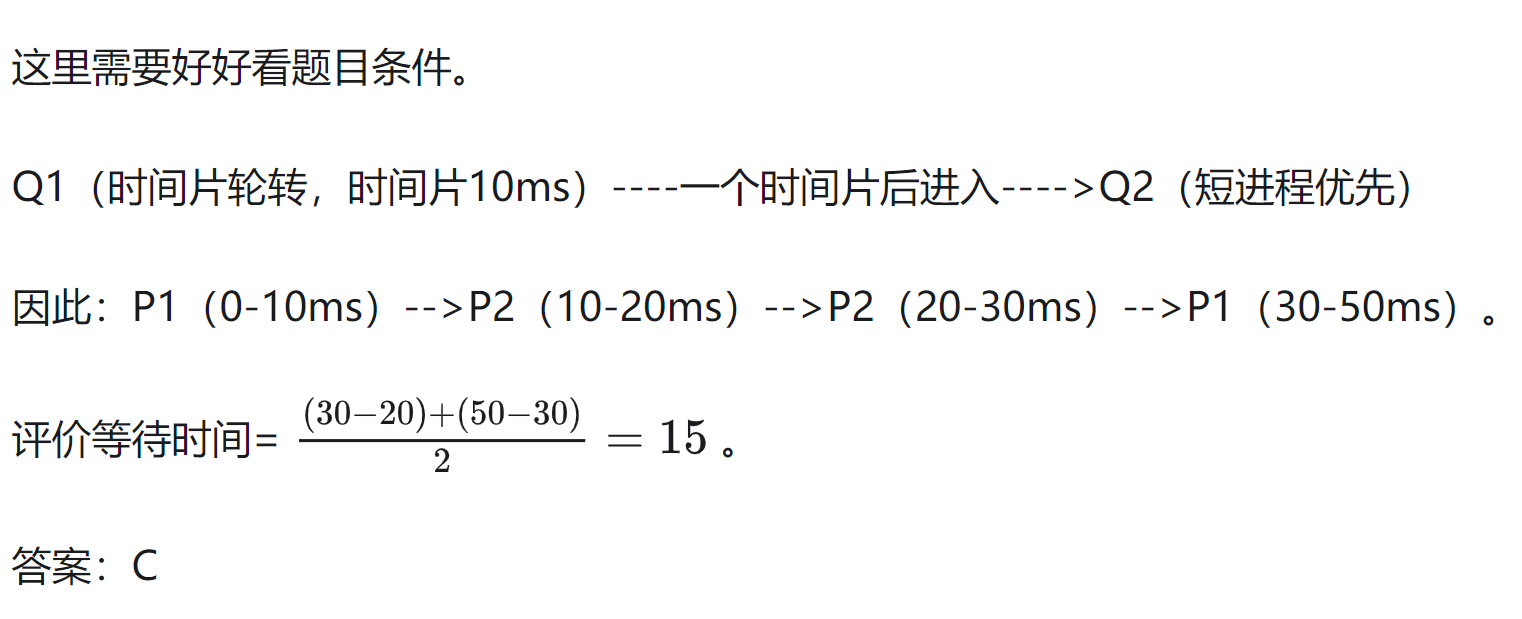 这里需要好好看题目条件。
Q1（时间片轮转，时间片10ms）----一个时间片后进入---->Q2（短进程优先）
因此：P1（0-10ms）-->P2（10-20ms）-->P2（20-30ms）-->P1（30-50ms）。
评价等待时间= \frac{(30-20)+(50-30)}{2} = 15 。
答案：C